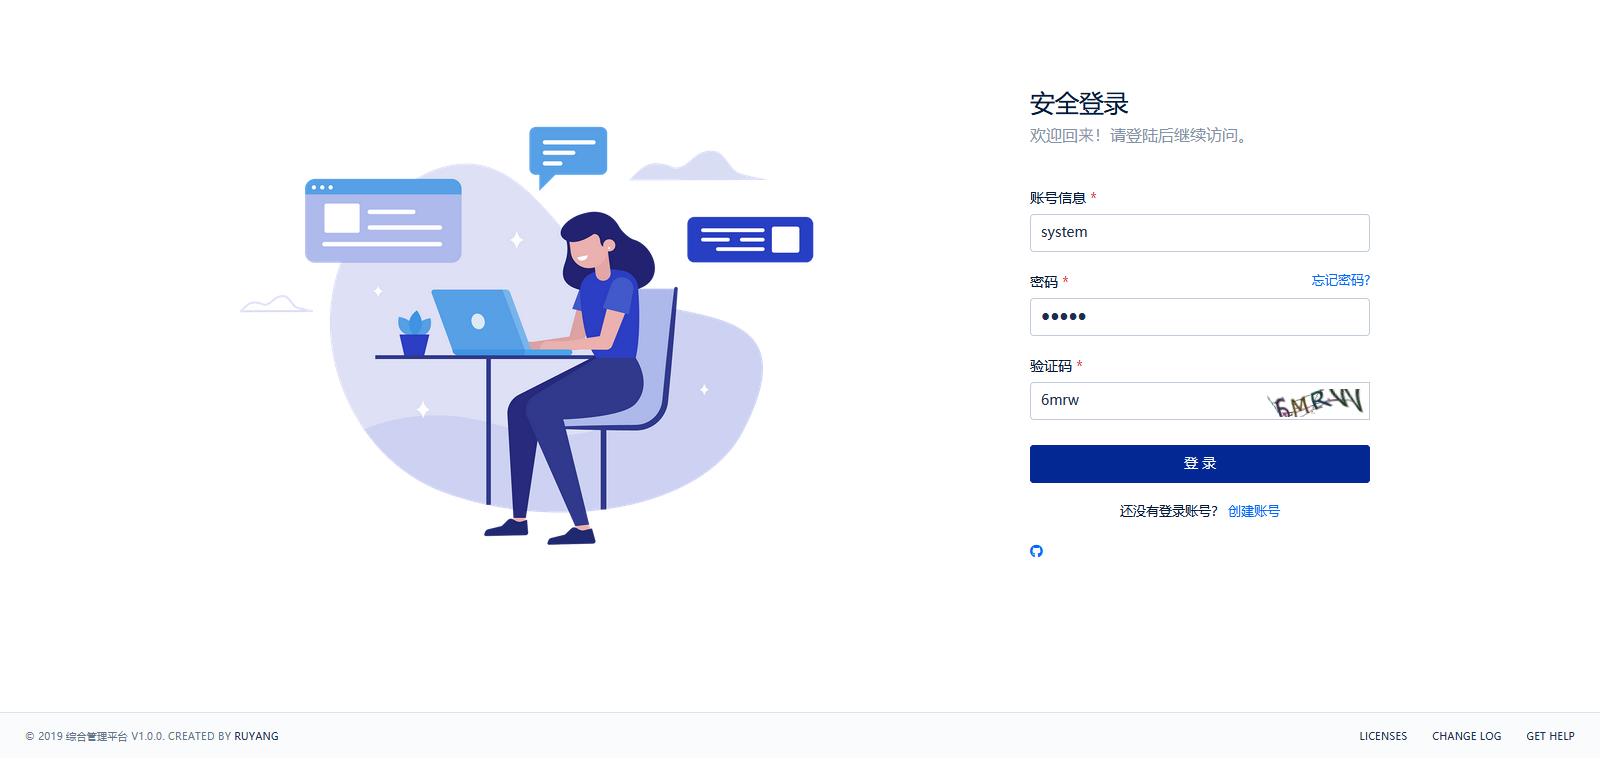 安全登录
欢迎回来！请登陆后继续访问。
账号信息 *
system
密码 *
忘记密码?
●●●●●
验证码 *
6mrw
6MRW
登 录
还没有登录账号? 创建账号
© 2019 综合管理平台 V1.0.0. CREATED BY RUYANG
LICENSES CHANGE LOG GET HELP